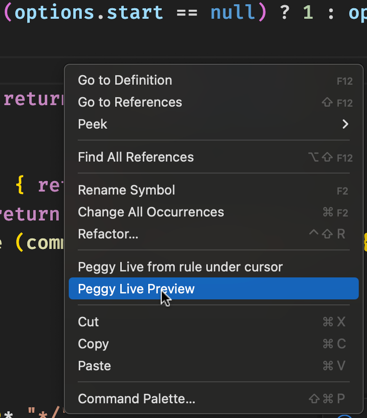 (options.start == null) ? 1 : op
return
Go to Definition F12
Go to References ⇧ F12
Peek >
Find All References ⌥⇧ F12
{ re
Rename Symbol F2
return
Change All Occurrences ⌘ F2
Refactor... ^⇧ R
(comm
Peggy Live from rule under cursor
Peggy Live Preview
Cut ⌘ X
Copy ⌘ C
Paste ⌘ V
Command Palette... ⇧⌘ P
* "*/"